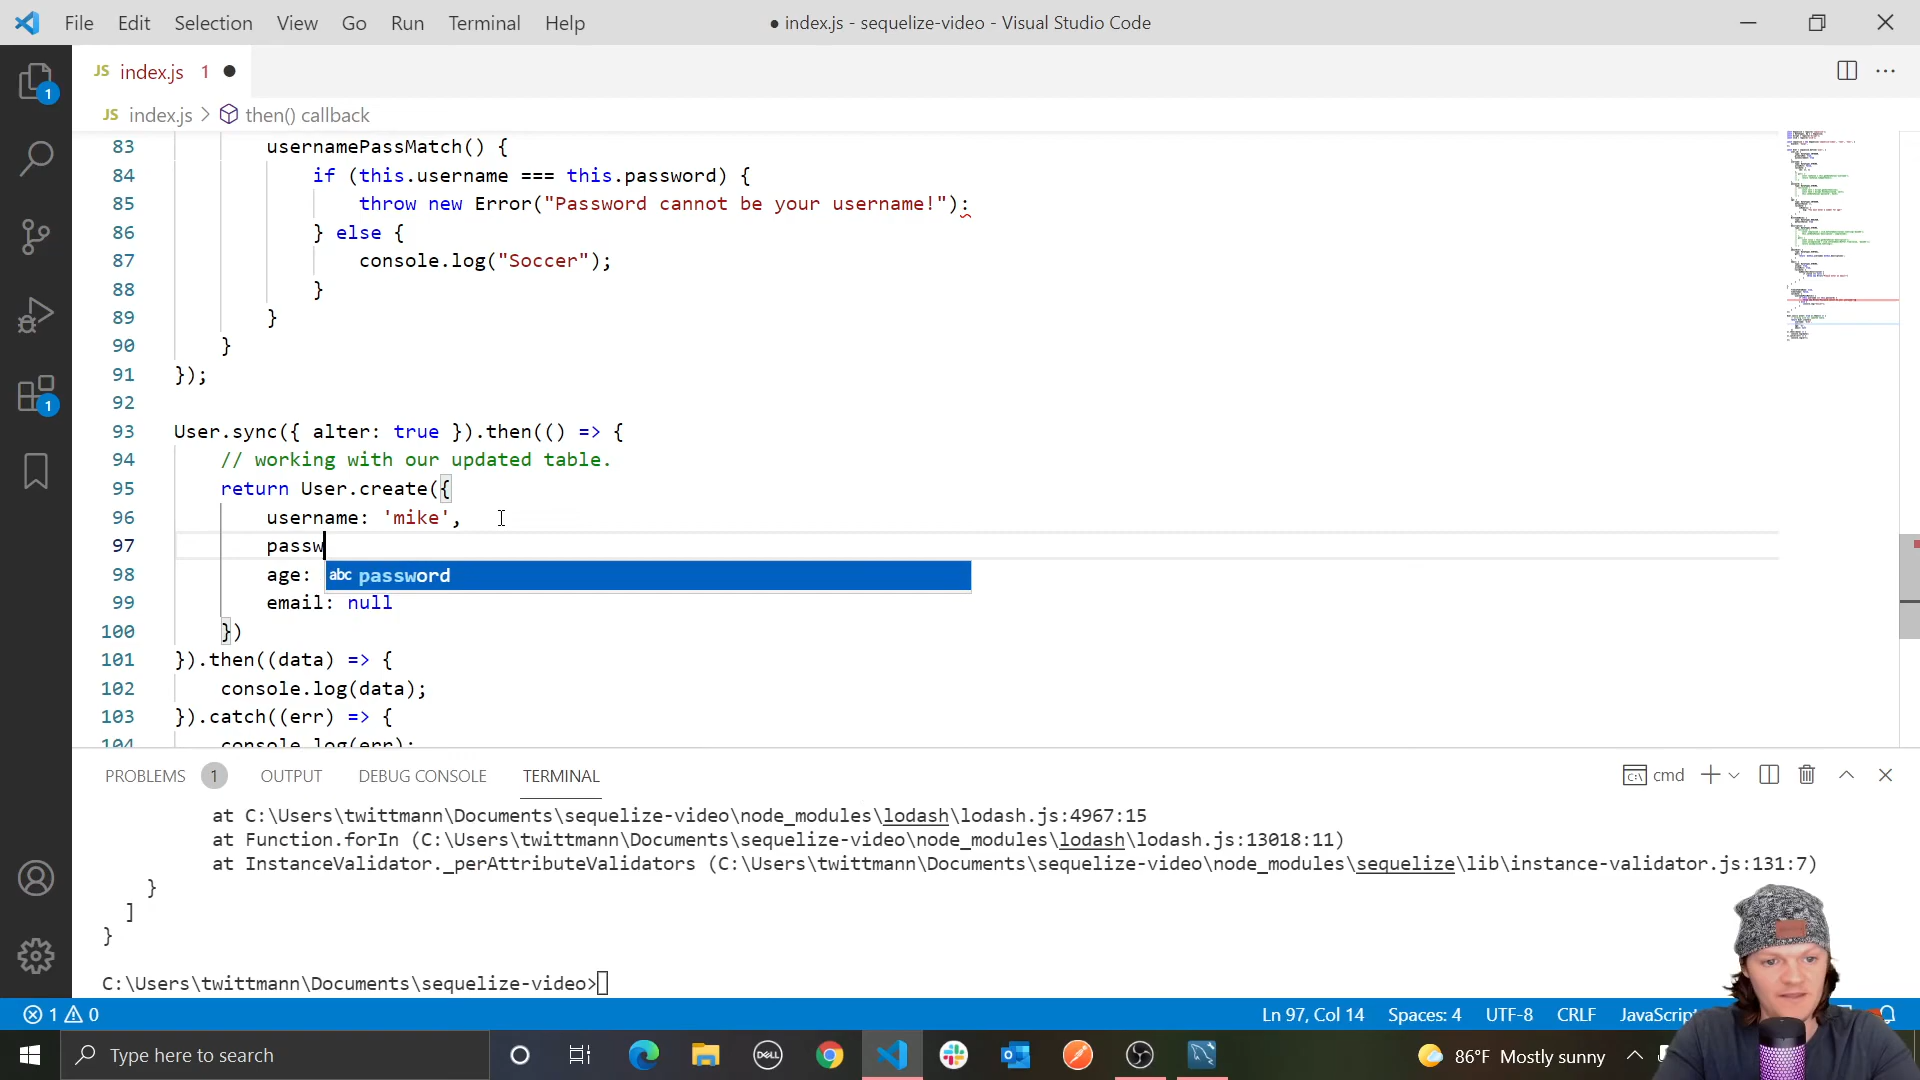 File Edit Selection View Go Run Terminal Help
● index.js - sequelize-video - Visual Studio Code
JS index.js 1 ●
JS index.js > then() callback
83 usernamePassMatch() {
84 if (this.username === this.password) {
85 throw new Error("Password cannot be your username!"):
86 } else {
87 console.log("Soccer");
88 }
89 }
90 }
91 });
92
93 User.sync({ alter: true }).then(() => {
94 // working with our updated table.
95 return User.create({
96 username: 'mike',
97 passw
abc password
98 age:
99 email: null
100 })
101 }).then((data) => {
102 console.log(data);
103 }).catch((err) => {
104 console.log(err);
PROBLEMS 1 OUTPUT DEBUG CONSOLE TERMINAL
cmd
at C:\Users\twittmann\Documents\sequelize-video\node_modules\lodash\lodash.js:4967:15
at Function.forIn (C:\Users\twittmann\Documents\sequelize-video\node_modules\lodash\lodash.js:13018:11)
at InstanceValidator._perAttributeValidators (C:\Users\twittmann\Documents\sequelize-video\node_modules\sequelize\lib\instance-validator.js:131:7)
}
]
}
C:\Users\twittmann\Documents\sequelize-video>
1 0
Ln 97, Col 14 Spaces: 4 UTF-8 CRLF
Type here to search
DELL
86°F Mostly sunny